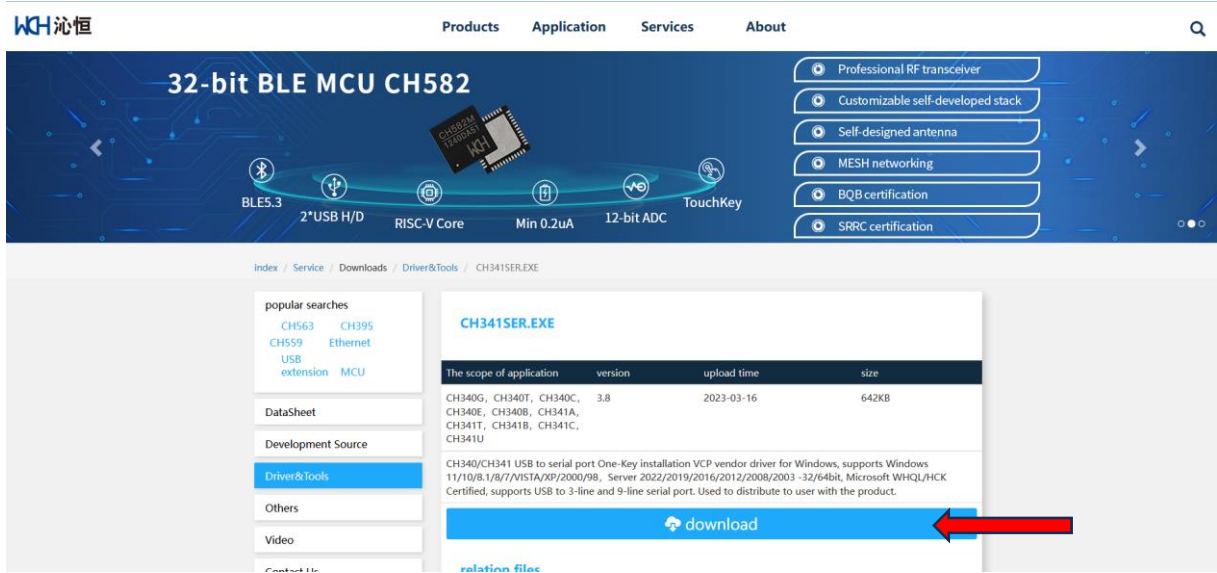 WCH 沁恒
Products Application Services About
32-bit BLE MCU CH582
CH582M
WCH
BLE5.3
2*USB H/D
RISC-V Core
Min 0.2uA
12-bit ADC
TouchKey
Professional RF transceiver
Customizable self-developed stack
Self-designed antenna
MESH networking
BQB certification
SRRC certification
Index / Service / Downloads / Driver&Tools / CH341SER.EXE
popular searches
CH563 CH395
CH559 Ethernet
USB
extension MCU
DataSheet
Development Source
Driver&Tools
Others
Video
Contact Us
CH341SER.EXE
The scope of application version upload time size
CH340G, CH340T, CH340C, 3.8 2023-03-16 642KB
CH340E, CH340B, CH341A,
CH341T, CH341B, CH341C,
CH341U
CH340/CH341 USB to serial port One-Key installation VCP vendor driver for Windows, supports Windows
11/10/8.1/8/7/VISTA/XP/2000/98, Server 2022/2019/2016/2012/2008/2003 -32/64bit, Microsoft WHQL/HCK
Certified, supports USB to 3-line and 9-line serial port. Used to distribute to user with the product.
download
relation files